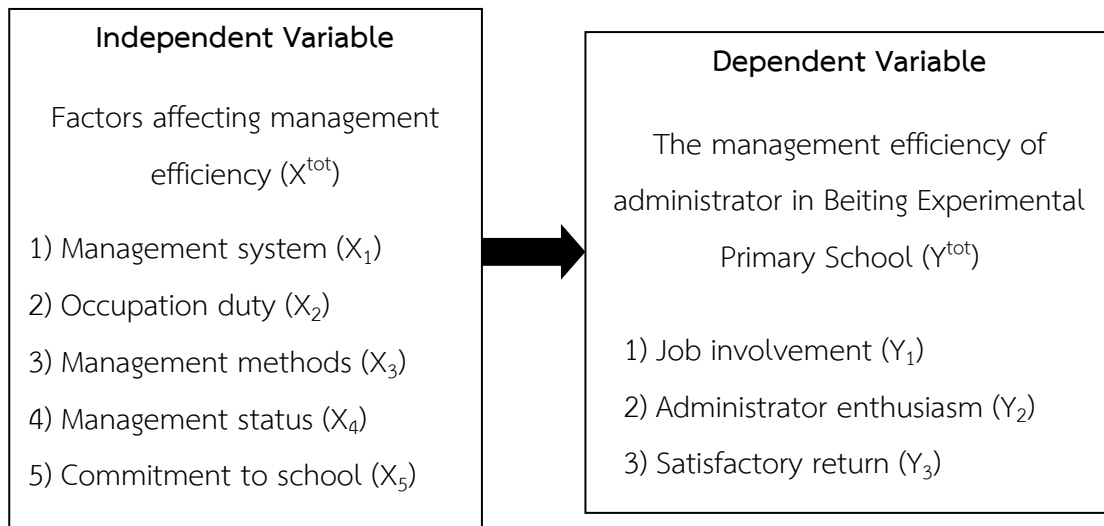 Independent Variable
Factors affecting management
efficiency (X^tot)
1) Management system (X₁)
2) Occupation duty (X₂)
3) Management methods (X₃)
4) Management status (X₄)
5) Commitment to school (X₅)
Dependent Variable
The management efficiency of
administrator in Beiting Experimental
Primary School (Y^tot)
1) Job involvement (Y₁)
2) Administrator enthusiasm (Y₂)
3) Satisfactory return (Y₃)